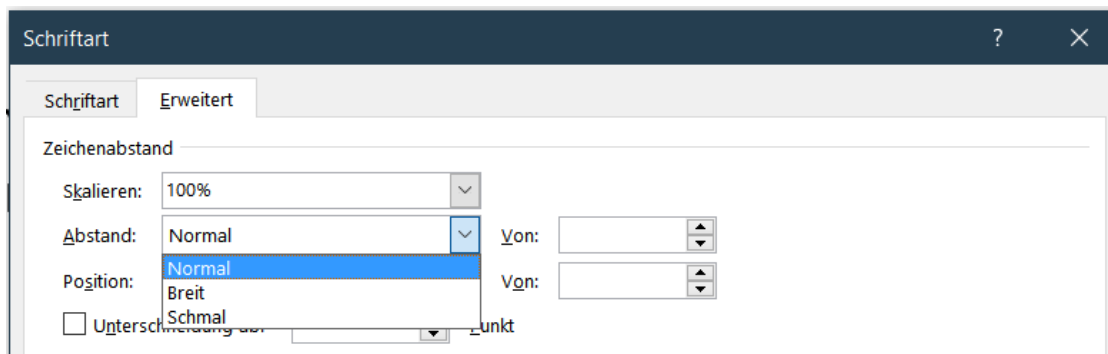 Schriftart ?
Schriftart Erweitert
Zeichenabstand
Skalieren: 100%
Abstand: Normal Von:
Normal
Position: Von:
Breit
Schmal
Punkt